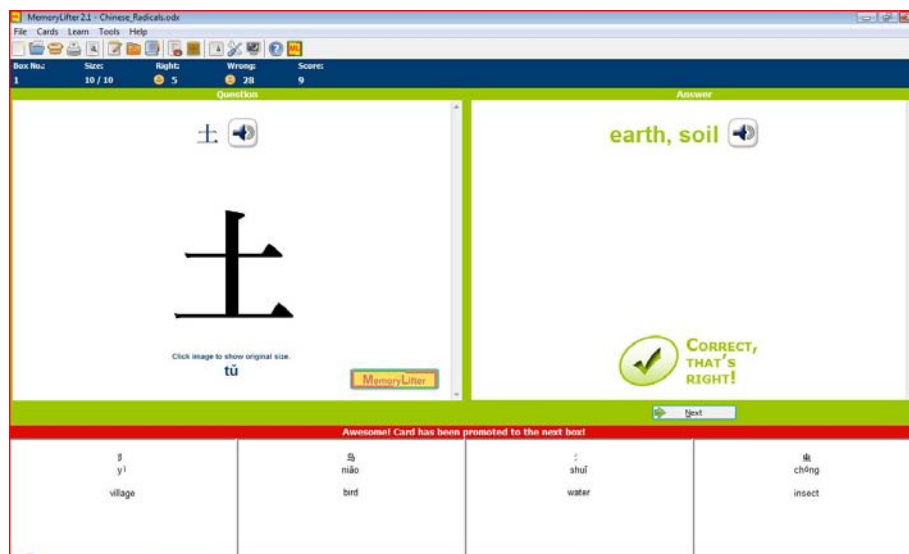 MemoryLifter 2.1 - Chinese_Radicals.odx
File Cards Learn Tools Help
Box No.: Size: Right: Wrong: Score:
1 10 / 10 5 28 9
Question
Answer
土
earth, soil
土
Click image to show original size.
tǔ
MemoryLifter
CORRECT,
THAT'S
RIGHT!
Next
Awesome! Card has been promoted to the next box!
yì
village
鸟
niǎo
bird
氵
shuǐ
water
虫
chóng
insect